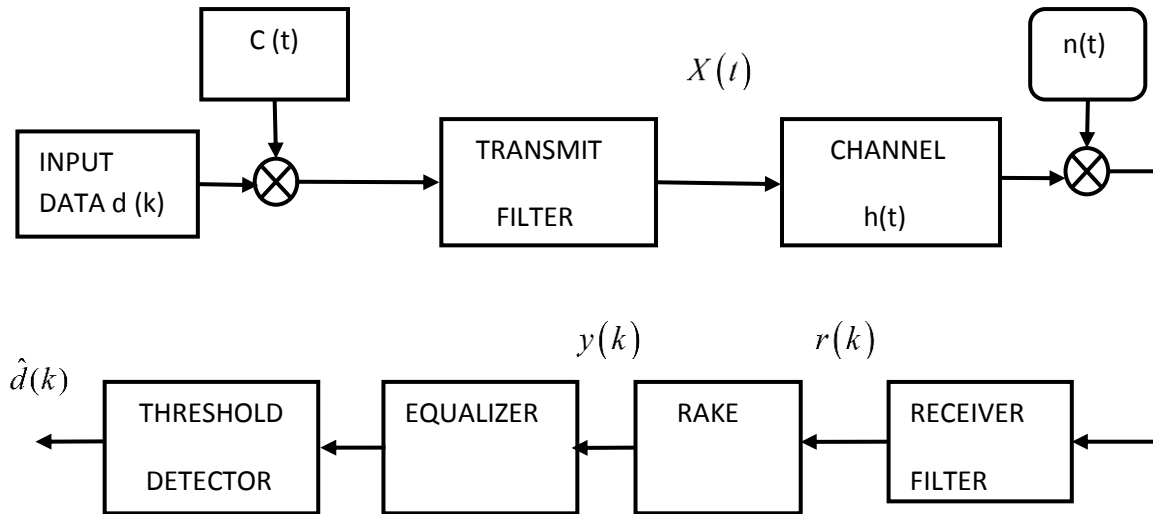 C (t)
n(t)
X(t)
INPUT
DATA d (k)
TRANSMIT
FILTER
CHANNEL
h(t)
y(k)
r(k)
d̂(k)
THRESHOLD
DETECTOR
EQUALIZER
RAKE
RECEIVER
FILTER